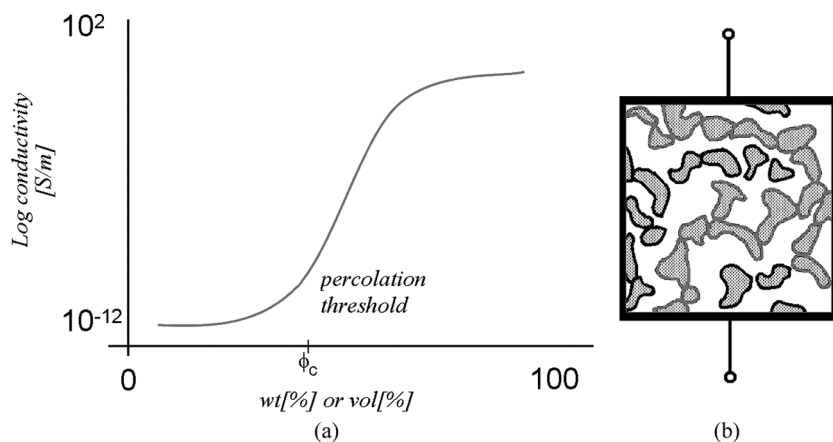 10²
Log conductivity
[S/m]
percolation
threshold
10⁻¹²
ϕc
0
100
wt[%] or vol[%]
(a)
(b)